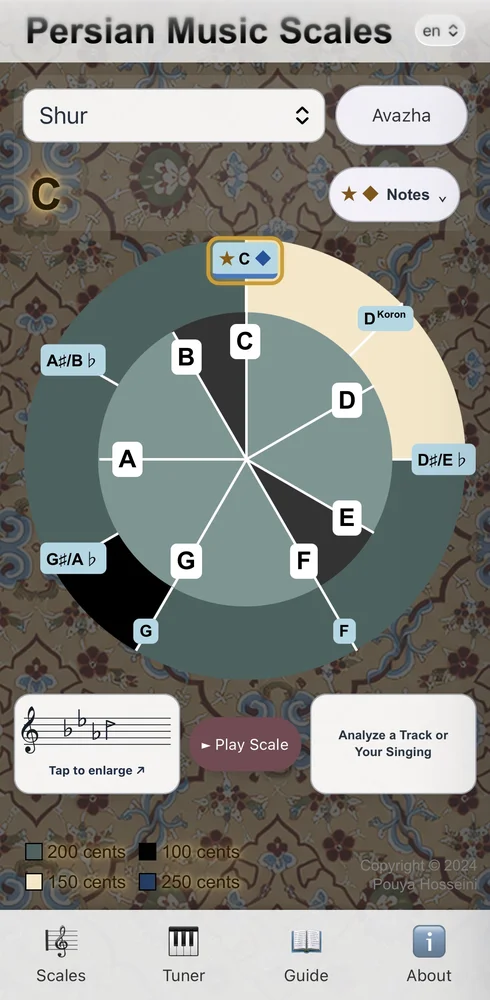 Persian Music Scales
en
Shur
Avazha
C
★ ◆ Notes
★ C ◆
D Koron
D♯/E♭
F
G
G♯/A♭
A♯/B♭
C
D
E
F
G
A
B
Tap to enlarge ↗
► Play Scale
Analyze a Track or
Your Singing
200 cents
100 cents
150 cents
250 cents
Copyright © 2024
Pouya Hosseini
Scales
Tuner
Guide
About